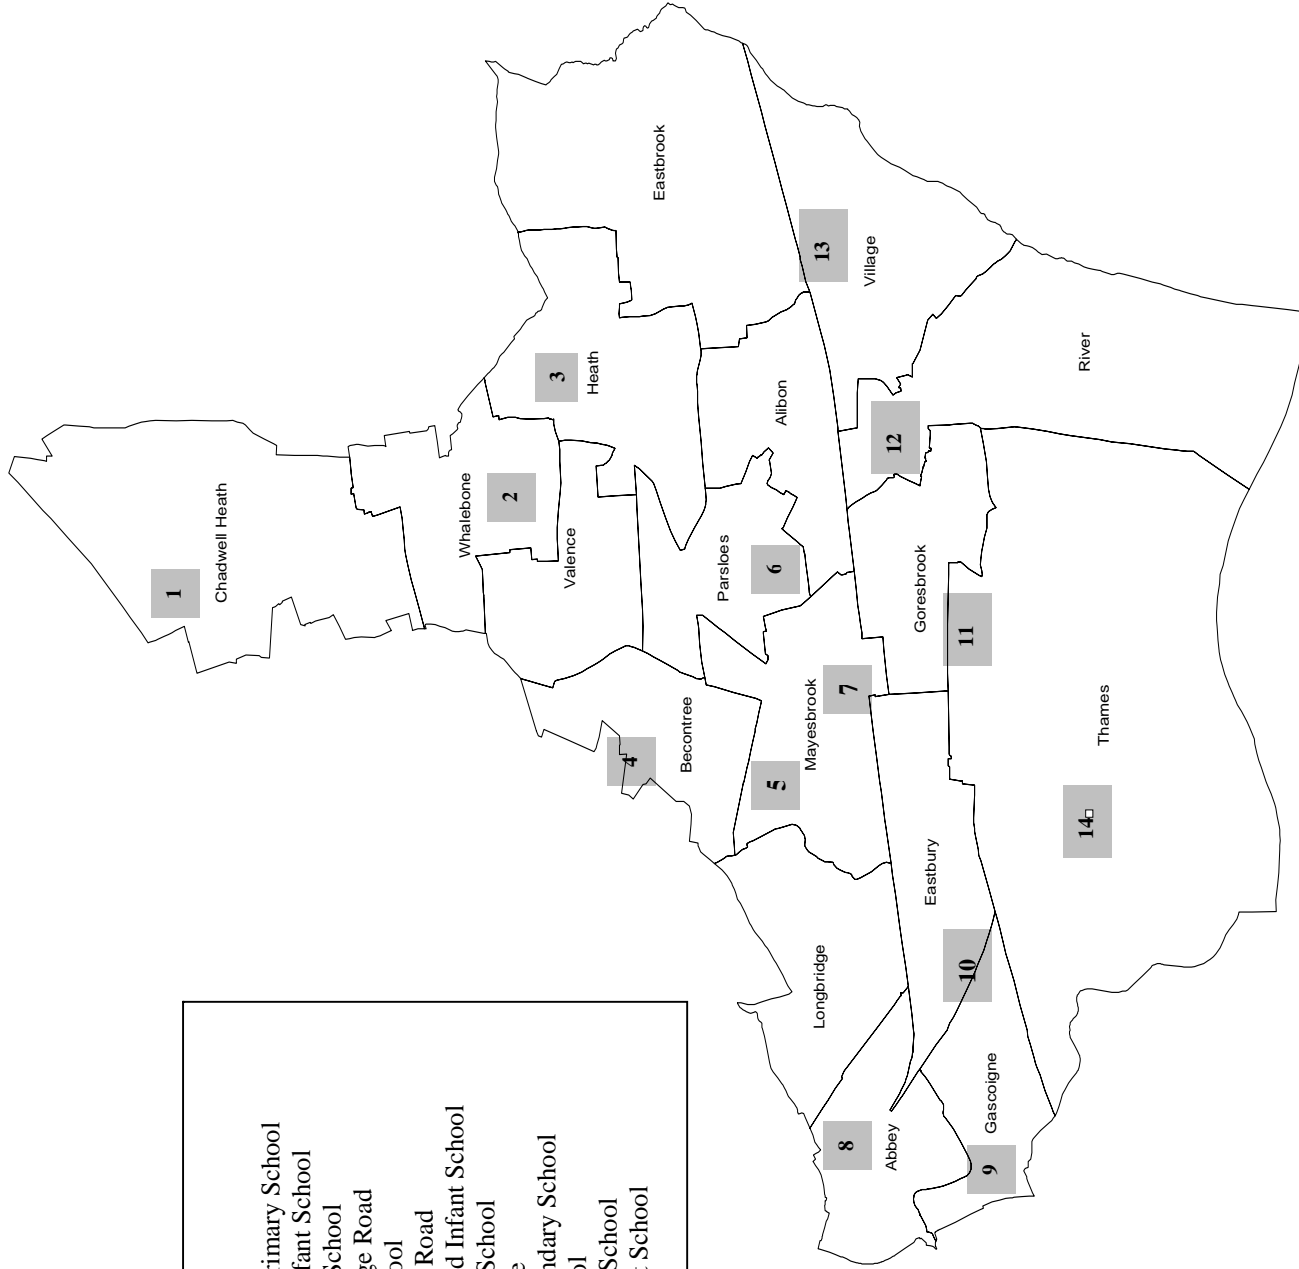 rimary School
fant School
School
ge Road
ol
Road
d Infant School
School
e
ndary School
ol
School
t School
1
Chadwell Heath
Whalebone
2
3
Heath
Valence
Eastbrook
4
Becontree
Parsloes
6
Alibon
5
Mayesbrook
7
13
Village
Longbridge
8
Abbey
12
Goresbrook
11
Eastbury
10
9
Gascoigne
River
14
Thames